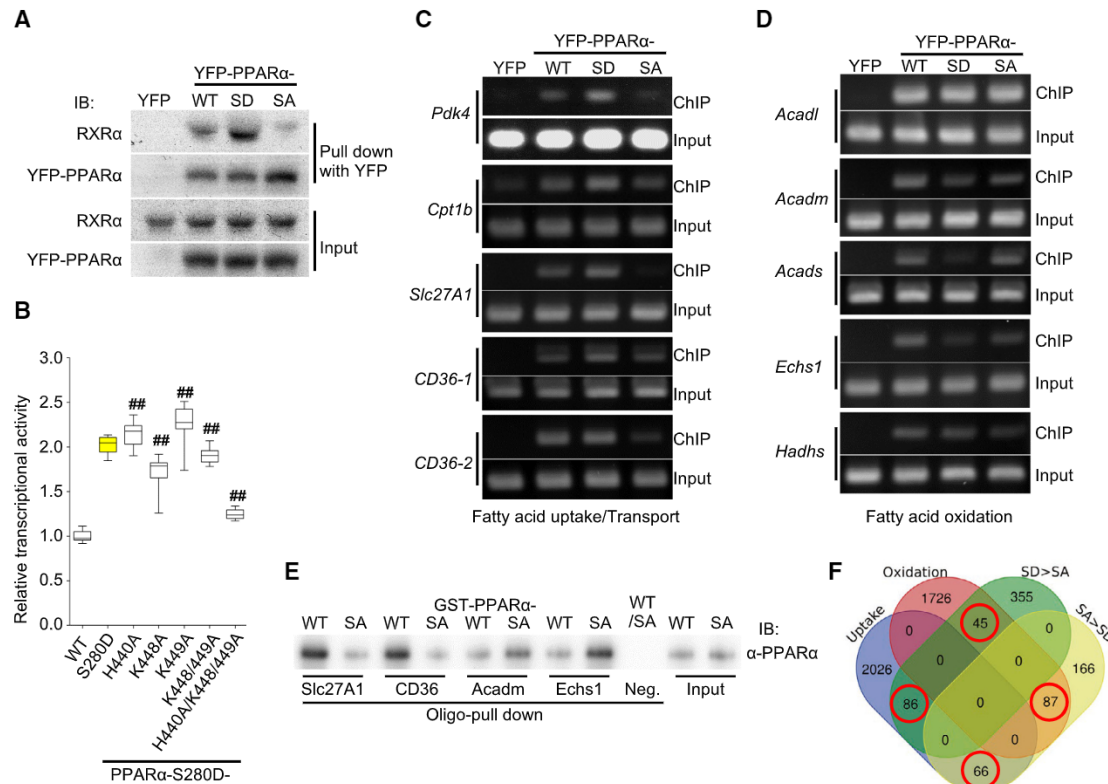 A
YFP-PPARα-
IB: YFP WT SD SA
RXRα
YFP-PPARα
Pull down
with YFP
RXRα
YFP-PPARα
Input
B
Relative transcriptional activity
3.0
2.5
2.0
1.5
1.0
0.5
0.0
## ## ## ## ##
WT S280D H440A K448A K449A K448/449A H440A/K448/449A
PPARα-S280D-
C
YFP-PPARα-
YFP WT SD SA
Pdk4 ChIP
Input
Cpt1b ChIP
Input
Slc27A1 ChIP
Input
CD36-1 ChIP
Input
CD36-2 ChIP
Input
Fatty acid uptake/Transport
D
YFP-PPARα-
YFP WT SD SA
Acadl ChIP
Input
Acadm ChIP
Input
Acads ChIP
Input
Echs1 ChIP
Input
Hadhs ChIP
Input
Fatty acid oxidation
E
GST-PPARα-
WT SA WT SA WT SA WT SA WT/SA WT SA
IB:
α-PPARα
Slc27A1 CD36 Acadm Echs1 Neg. Input
Oligo-pull down
F
Oxidation SD>SA
Uptake
1726 355
45
0 0
2026 0 0 166
86 0 87
0 0
66